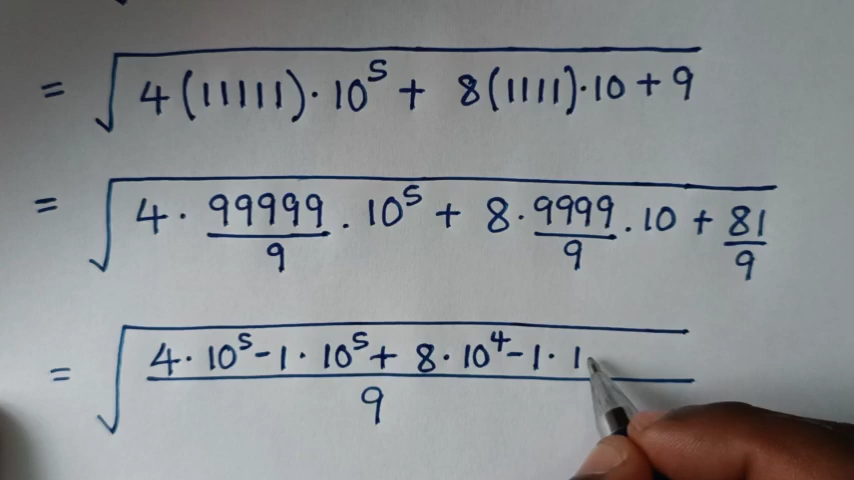 = √4(11111)·10⁵ + 8(1111)·10 + 9
= √4 · 99999/9 . 10⁵ + 8 · 9999/9 . 10 + 81/9
= √4 · 10⁵ - 1 · 10⁵ + 8 · 10⁴ - 1 · 1 / 9